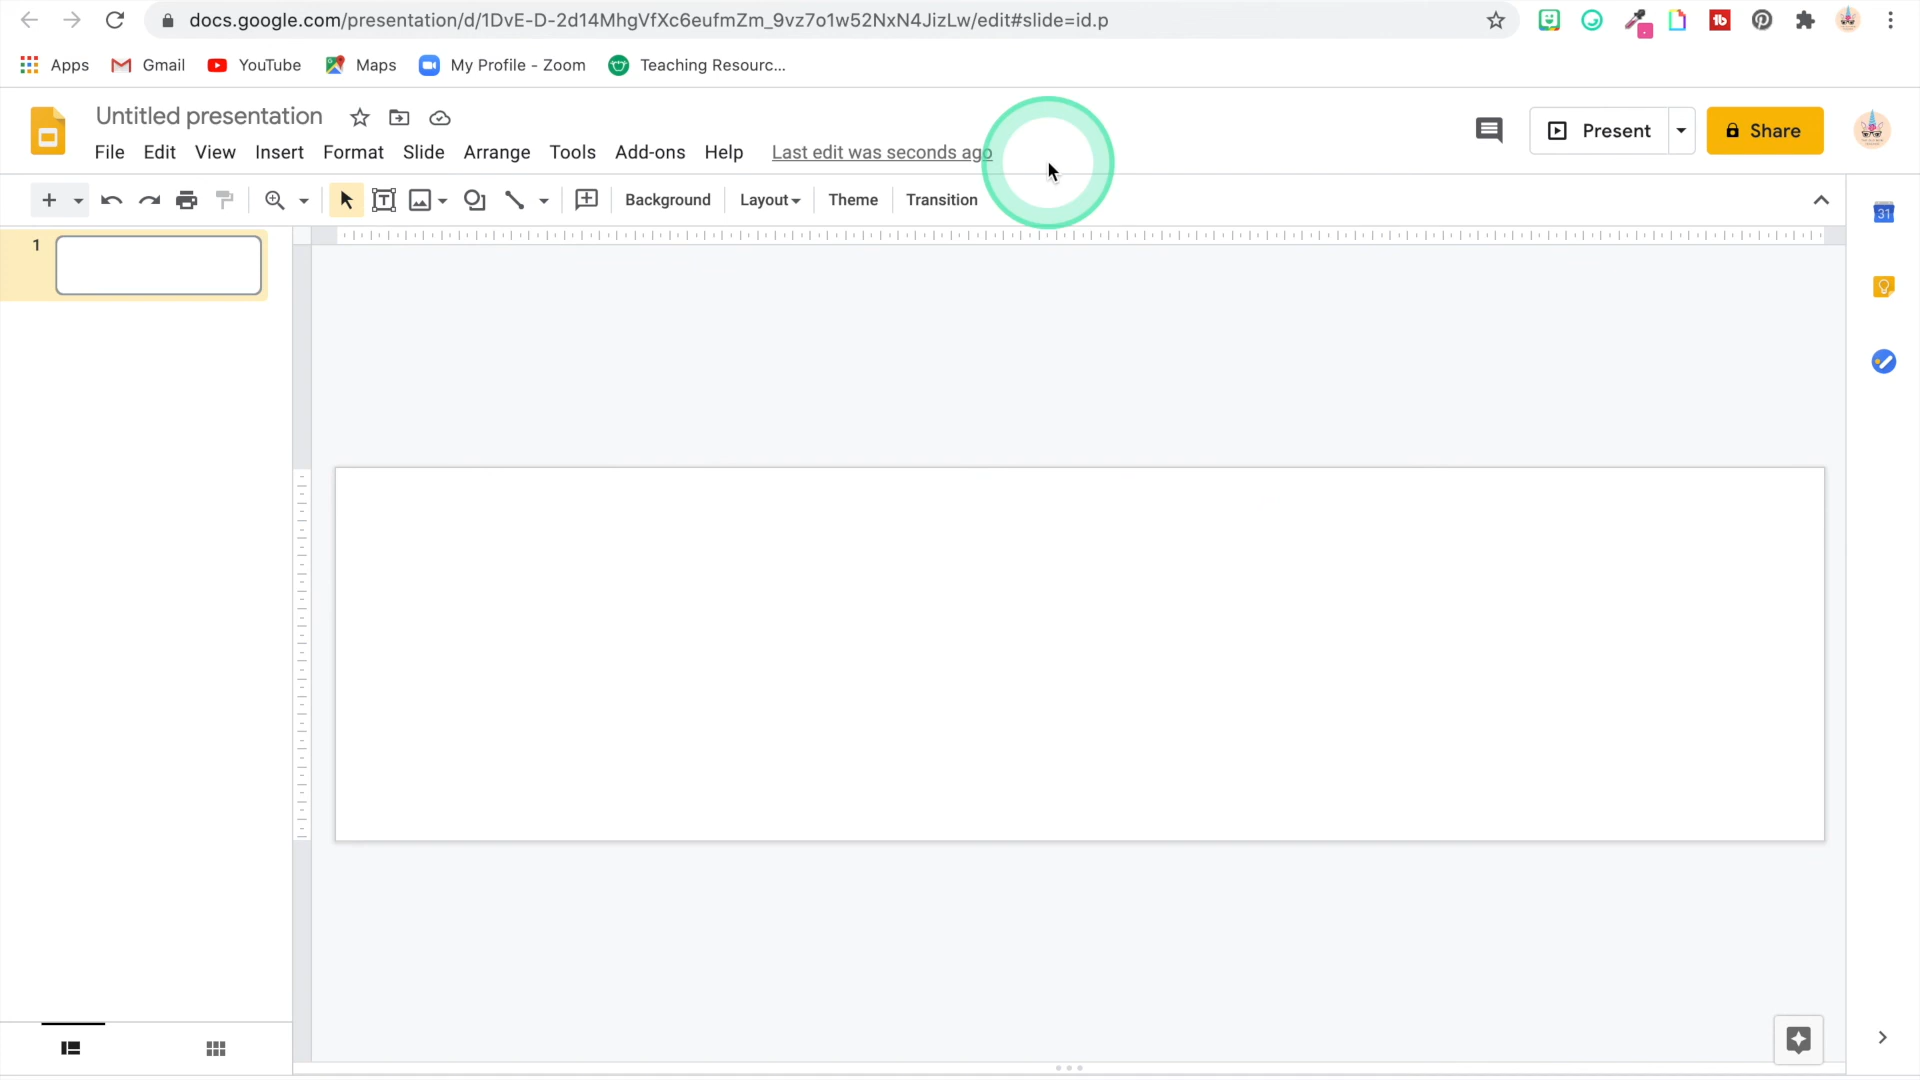 docs.google.com/presentation/d/1DvE-D-2d14MhgVfXc6eufmZm_9vz7o1w52NxN4JizLw/edit#slide=id.p
Apps Gmail YouTube Maps My Profile - Zoom Teaching Resourc...
Untitled presentation
File Edit View Insert Format Slide Arrange Tools Add-ons Help Last edit was seconds ago
Present Share
Background Layout Theme Transition
31
1